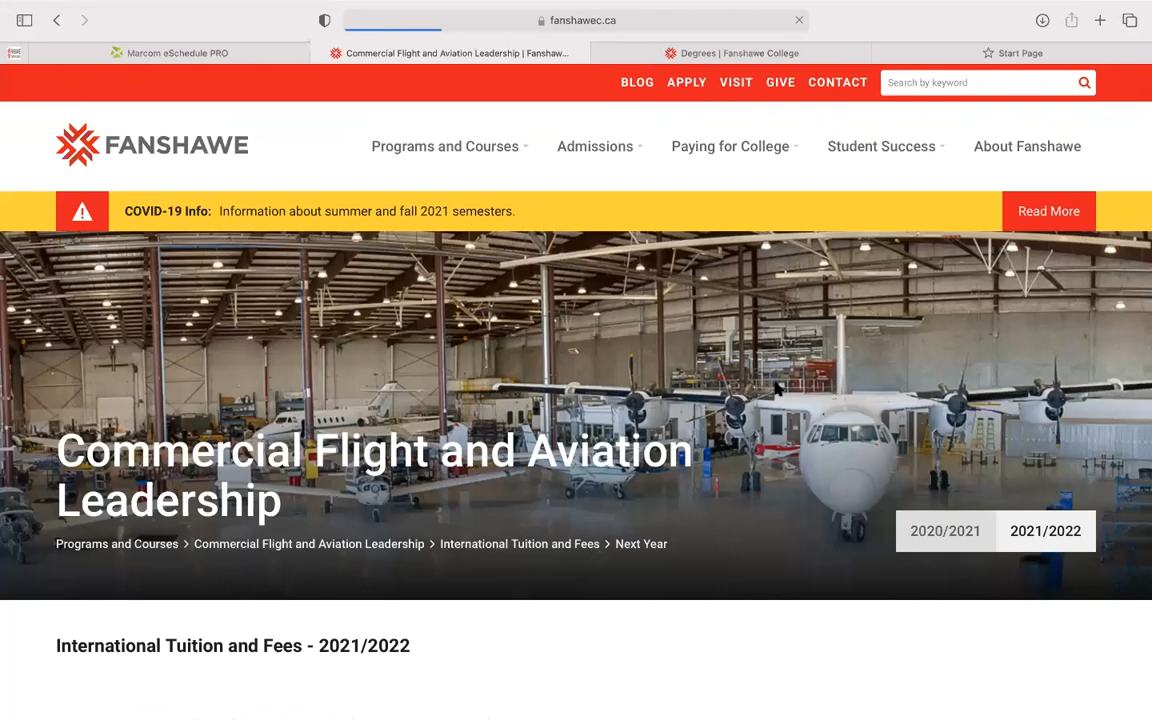 fanshawec.ca
Marcom eSchedule PRO
Commercial Flight and Aviation Leadership | Fanshaw...
Degrees | Fanshawe College
Start Page
BLOG APPLY VISIT GIVE CONTACT
Search by keyword
FANSHAWE
Programs and Courses
Admissions
Paying for College
Student Success
About Fanshawe
COVID-19 Info: Information about summer and fall 2021 semesters.
Read More
Commercial Flight and Aviation
Leadership
Programs and Courses > Commercial Flight and Aviation Leadership > International Tuition and Fees > Next Year
2020/2021
2021/2022
International Tuition and Fees - 2021/2022